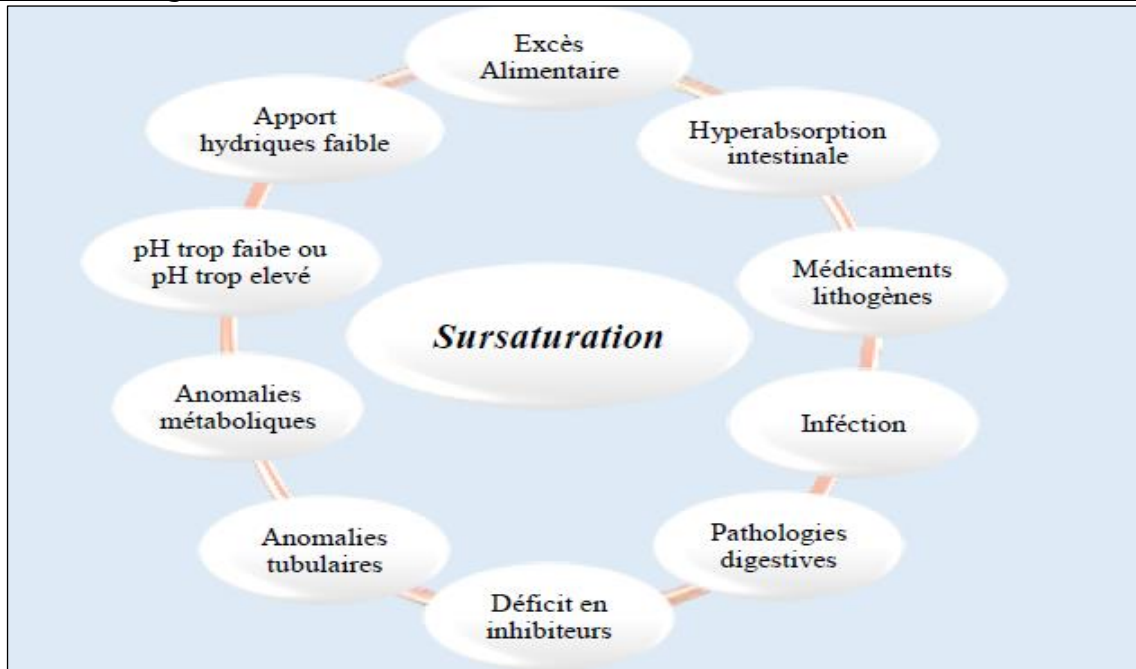 Excès
Alimentaire
Apport
hydriques faible
Hyperabsorption
intestinale
pH trop faibe ou
pH trop elevé
Médicaments
lithogènes
Sursaturation
Anomalies
métaboliques
Inféction
Anomalies
tubulaires
Pathologies
digestives
Déficit en
inhibiteurs